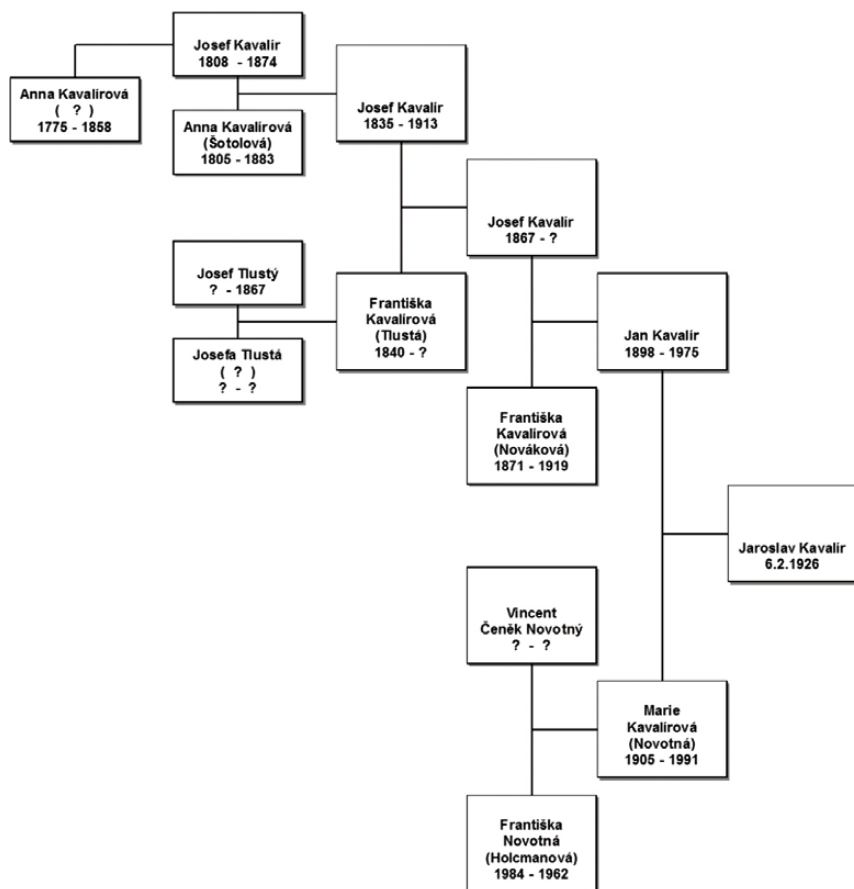 Josef Kavalír
1808 - 1874
Anna Kavalírová
( ? )
1775 - 1858
Anna Kavalírová
(Šotolová)
1805 - 1883
Josef Kavalír
1835 - 1913
Josef Kavalír
1867 - ?
Josef Tlustý
? - 1867
Josefa Tlustá
( ? )
? - ?
Františka
Kavalírová
(Tlustá)
1840 - ?
Jan Kavalír
1898 - 1975
Františka
Kavalírová
(Nováková)
1871 - 1919
Jaroslav Kavalír
6.2.1926
Vincent
Čeněk Novotný
? - ?
Marie
Kavalírová
(Novotná)
1905 - 1991
Františka
Novotná
(Holcmanová)
1984 - 1962